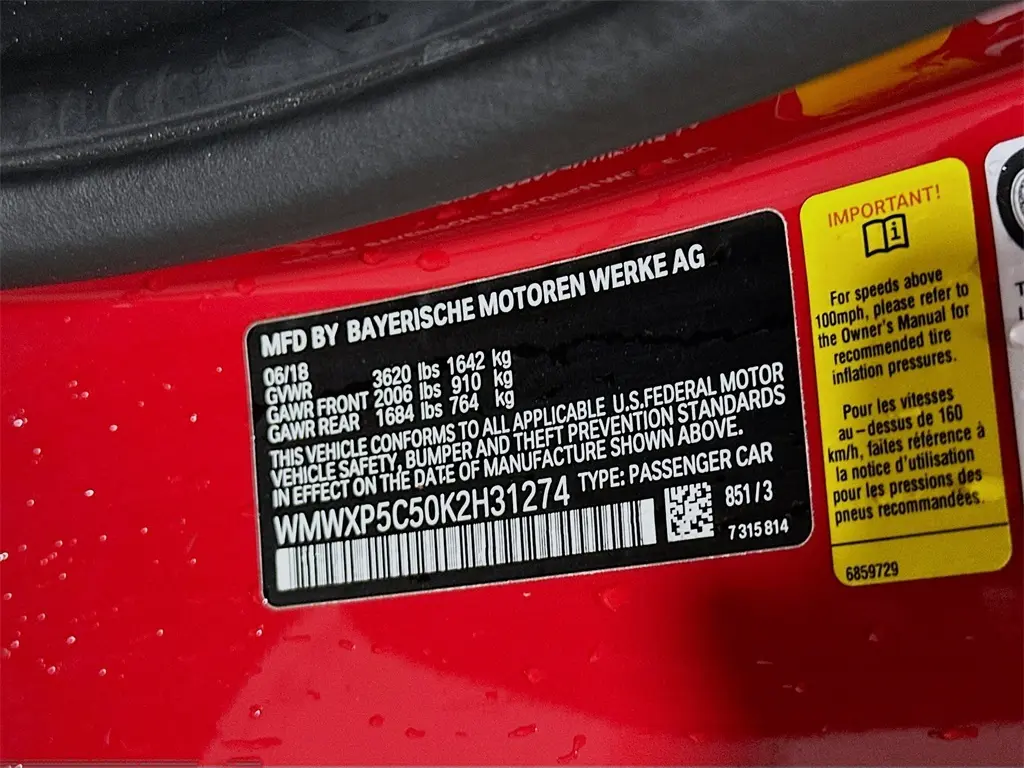 MFD BY BAYERISCHE MOTOREN WERKE AG
06/18
GVWR 3620 lbs 1642 kg
GAWR FRONT 2006 lbs 910 kg
GAWR REAR 1684 lbs 764 kg
THIS VEHICLE CONFORMS TO ALL APPLICABLE U.S.FEDERAL MOTOR
VEHICLE SAFETY, BUMPER AND THEFT PREVENTION STANDARDS
IN EFFECT ON THE DATE OF MANUFACTURE SHOWN ABOVE.
WMWXP5C50K2H31274 TYPE: PASSENGER CAR
851/3
7315814
IMPORTANT!
For speeds above
100mph, please refer to
the Owner's Manual for
recommended tire
inflation pressures.
Pour les vitesses
au-dessus de 160
km/h, faites référence à
la notice d'utilisation
pour les pressions des
pneus recommandées.
6859729